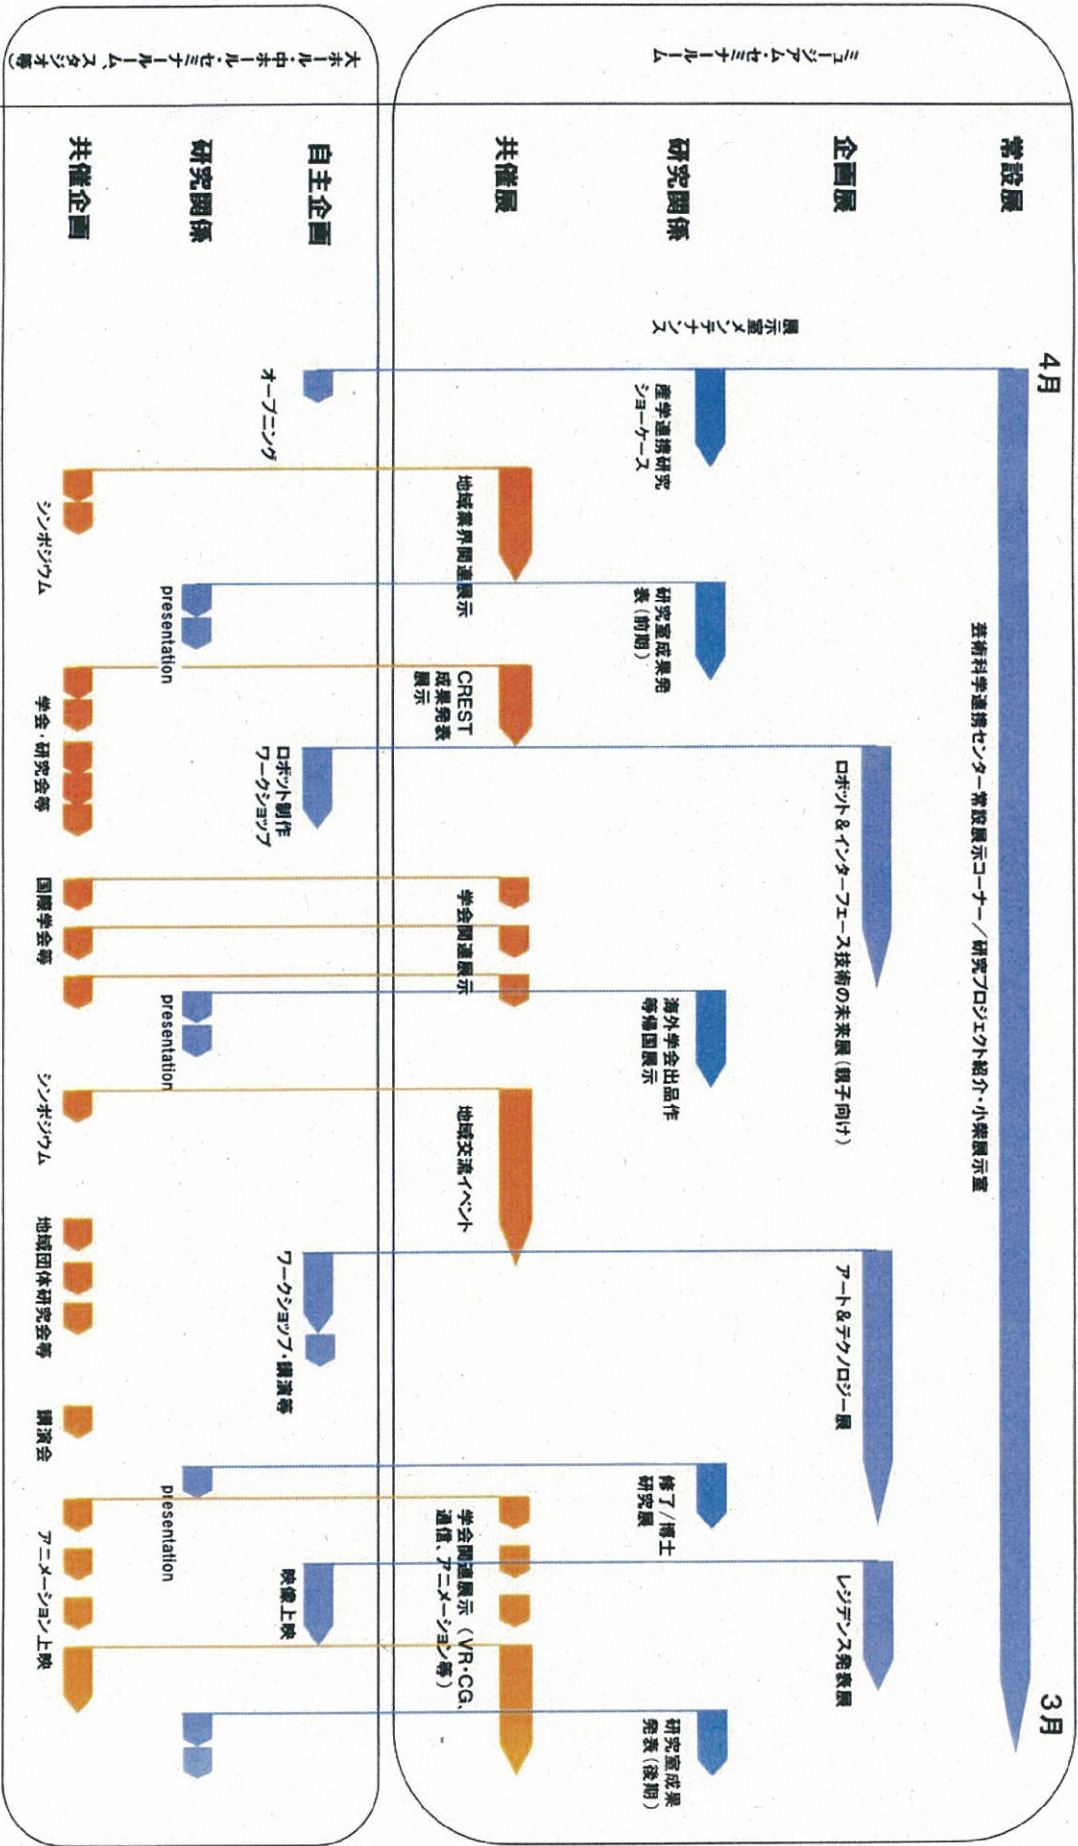 4月
3月
ミュージアム・セミナールーム
常設展
芸術科学連携センター常設展示コーナー／研究プロジェクト紹介・小柴展示室
企画展
ロボット&インターフェース技術の未来展（親子向け）
アート&テクノロジー展
レジデンス発表展
展示室メンテナンス
研究関係
産学連携研究
ショーケース
研究室成果発
表（前期）
海外学会出品作
等帰国展示
修了/博士
研究展
研究室成果
発表（後期）
共催展
地域業界関連展示
CREST
成果発表
展示
学会関連展示
地域交流イベント
学会関連展示（VR・CG、
通信、アニメーション等）
大ホール・中ホール・セミナールーム、スタジオ等）
自主企画
オープニング
ロボット制作
ワークショップ
ワークショップ・講演等
映像上映
研究関係
presentation
presentation
presentation
共催企画
シンポジウム
学会・研究会等
国際学会等
シンポジウム
地域団体研究会等
講演会
アニメーション上映